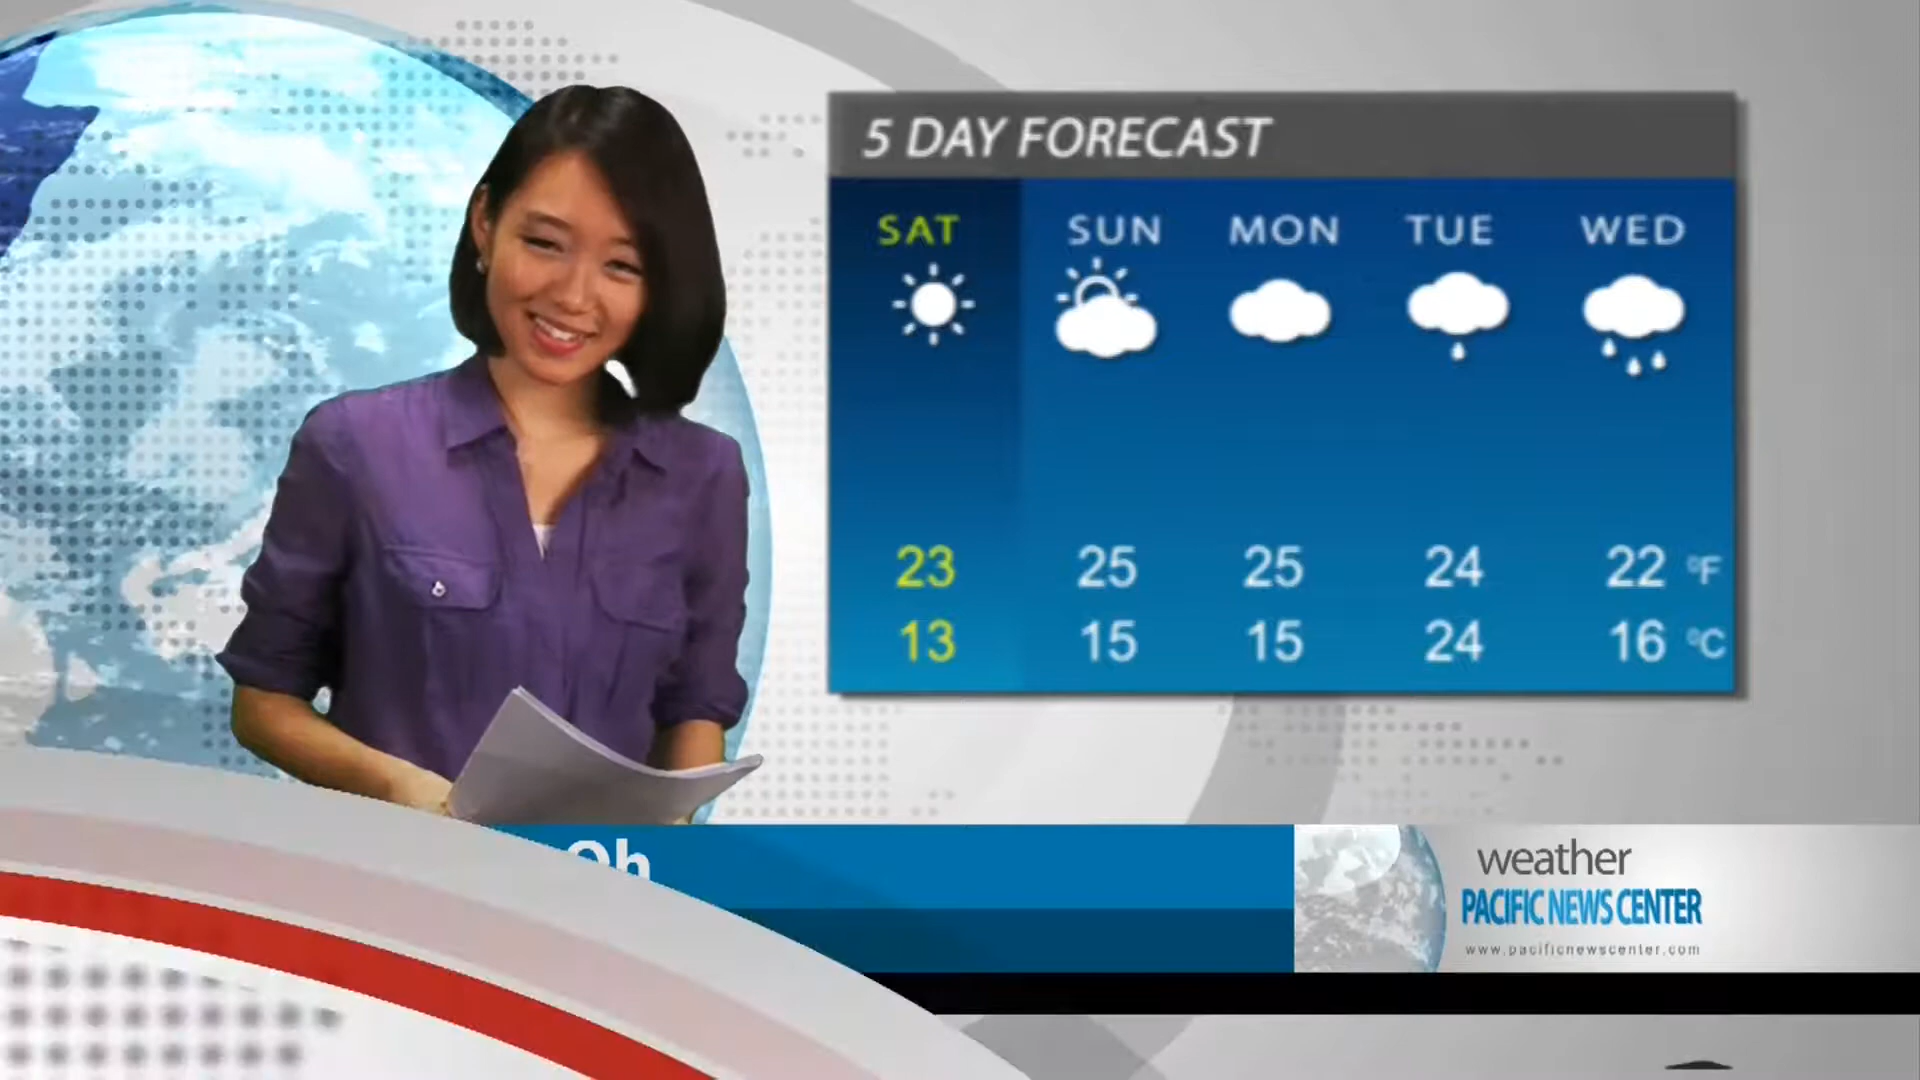 5 DAY FORECAST
SAT SUN MON TUE WED
23 25 25 24 22 °F
13 15 15 24 16 °C
Oh
weather
PACIFIC NEWS CENTER
www.pacificnewscenter.com